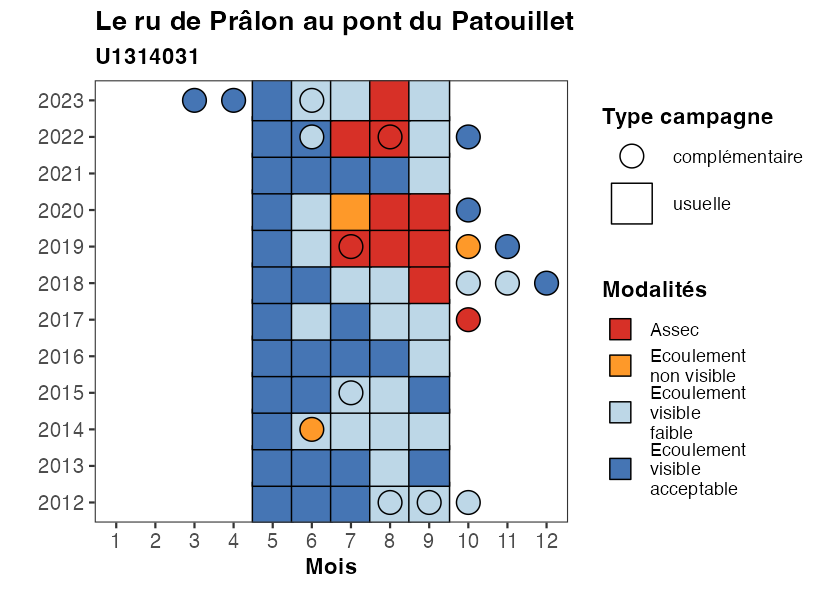 Le ru de Prâlon au pont du Patouillet
U1314031
2023
2022
2021
2020
2019
2018
2017
2016
2015
2014
2013
2012
1 2 3 4 5 6 7 8 9 10 11 12
Mois
Type campagne
complémentaire
usuelle
Modalités
Assec
Ecoulement
non visible
Ecoulement
visible
faible
Ecoulement
visible
acceptable